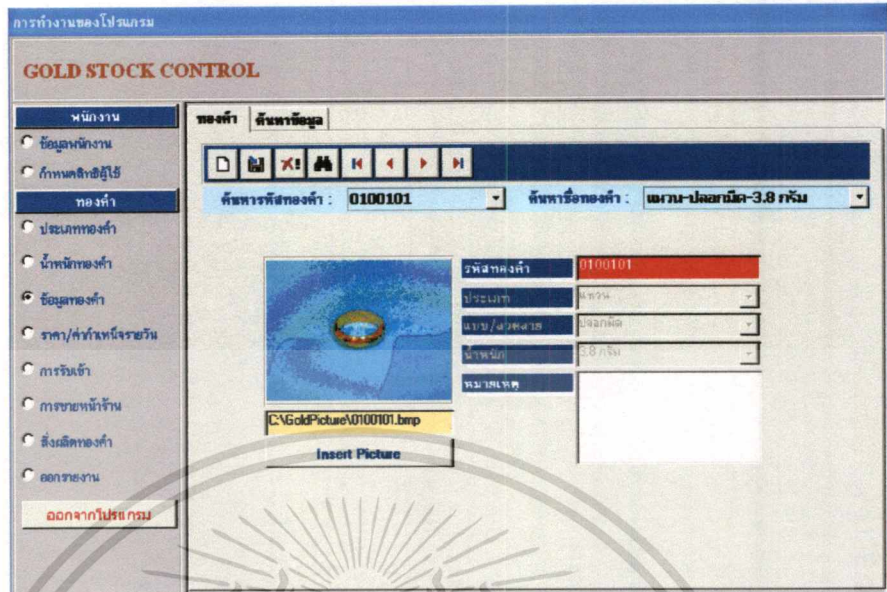 การทำงานของโปรแกรม
GOLD STOCK CONTROL
พนักงาน
ข้อมูลพนักงาน
กำหนดสิทธิผู้ใช้
ทองคำ
ประเภททองคำ
น้ำหนักทองคำ
ข้อมูลทองคำ
ราคา/ค่ากำเหน็จรายวัน
การรับเข้า
การขายหน้าร้าน
สั่งผลิตทองคำ
ออกรายงาน
ออกจากโปรแกรม
ทองคำ ค้นหาข้อมูล
ค้นหารหัสทองคำ : 0100101 ค้นหาชื่อทองคำ : แหวน-ปลอกมีด-3.8 กรัม
รหัสทองคำ 0100101
ประเภท แหวน
แบบ/ลวดลาย ปลอกมีด
น้ำหนัก 3.8 กรัม
หมายเหตุ
C:\GoldPicture\0100101.bmp
Insert Picture